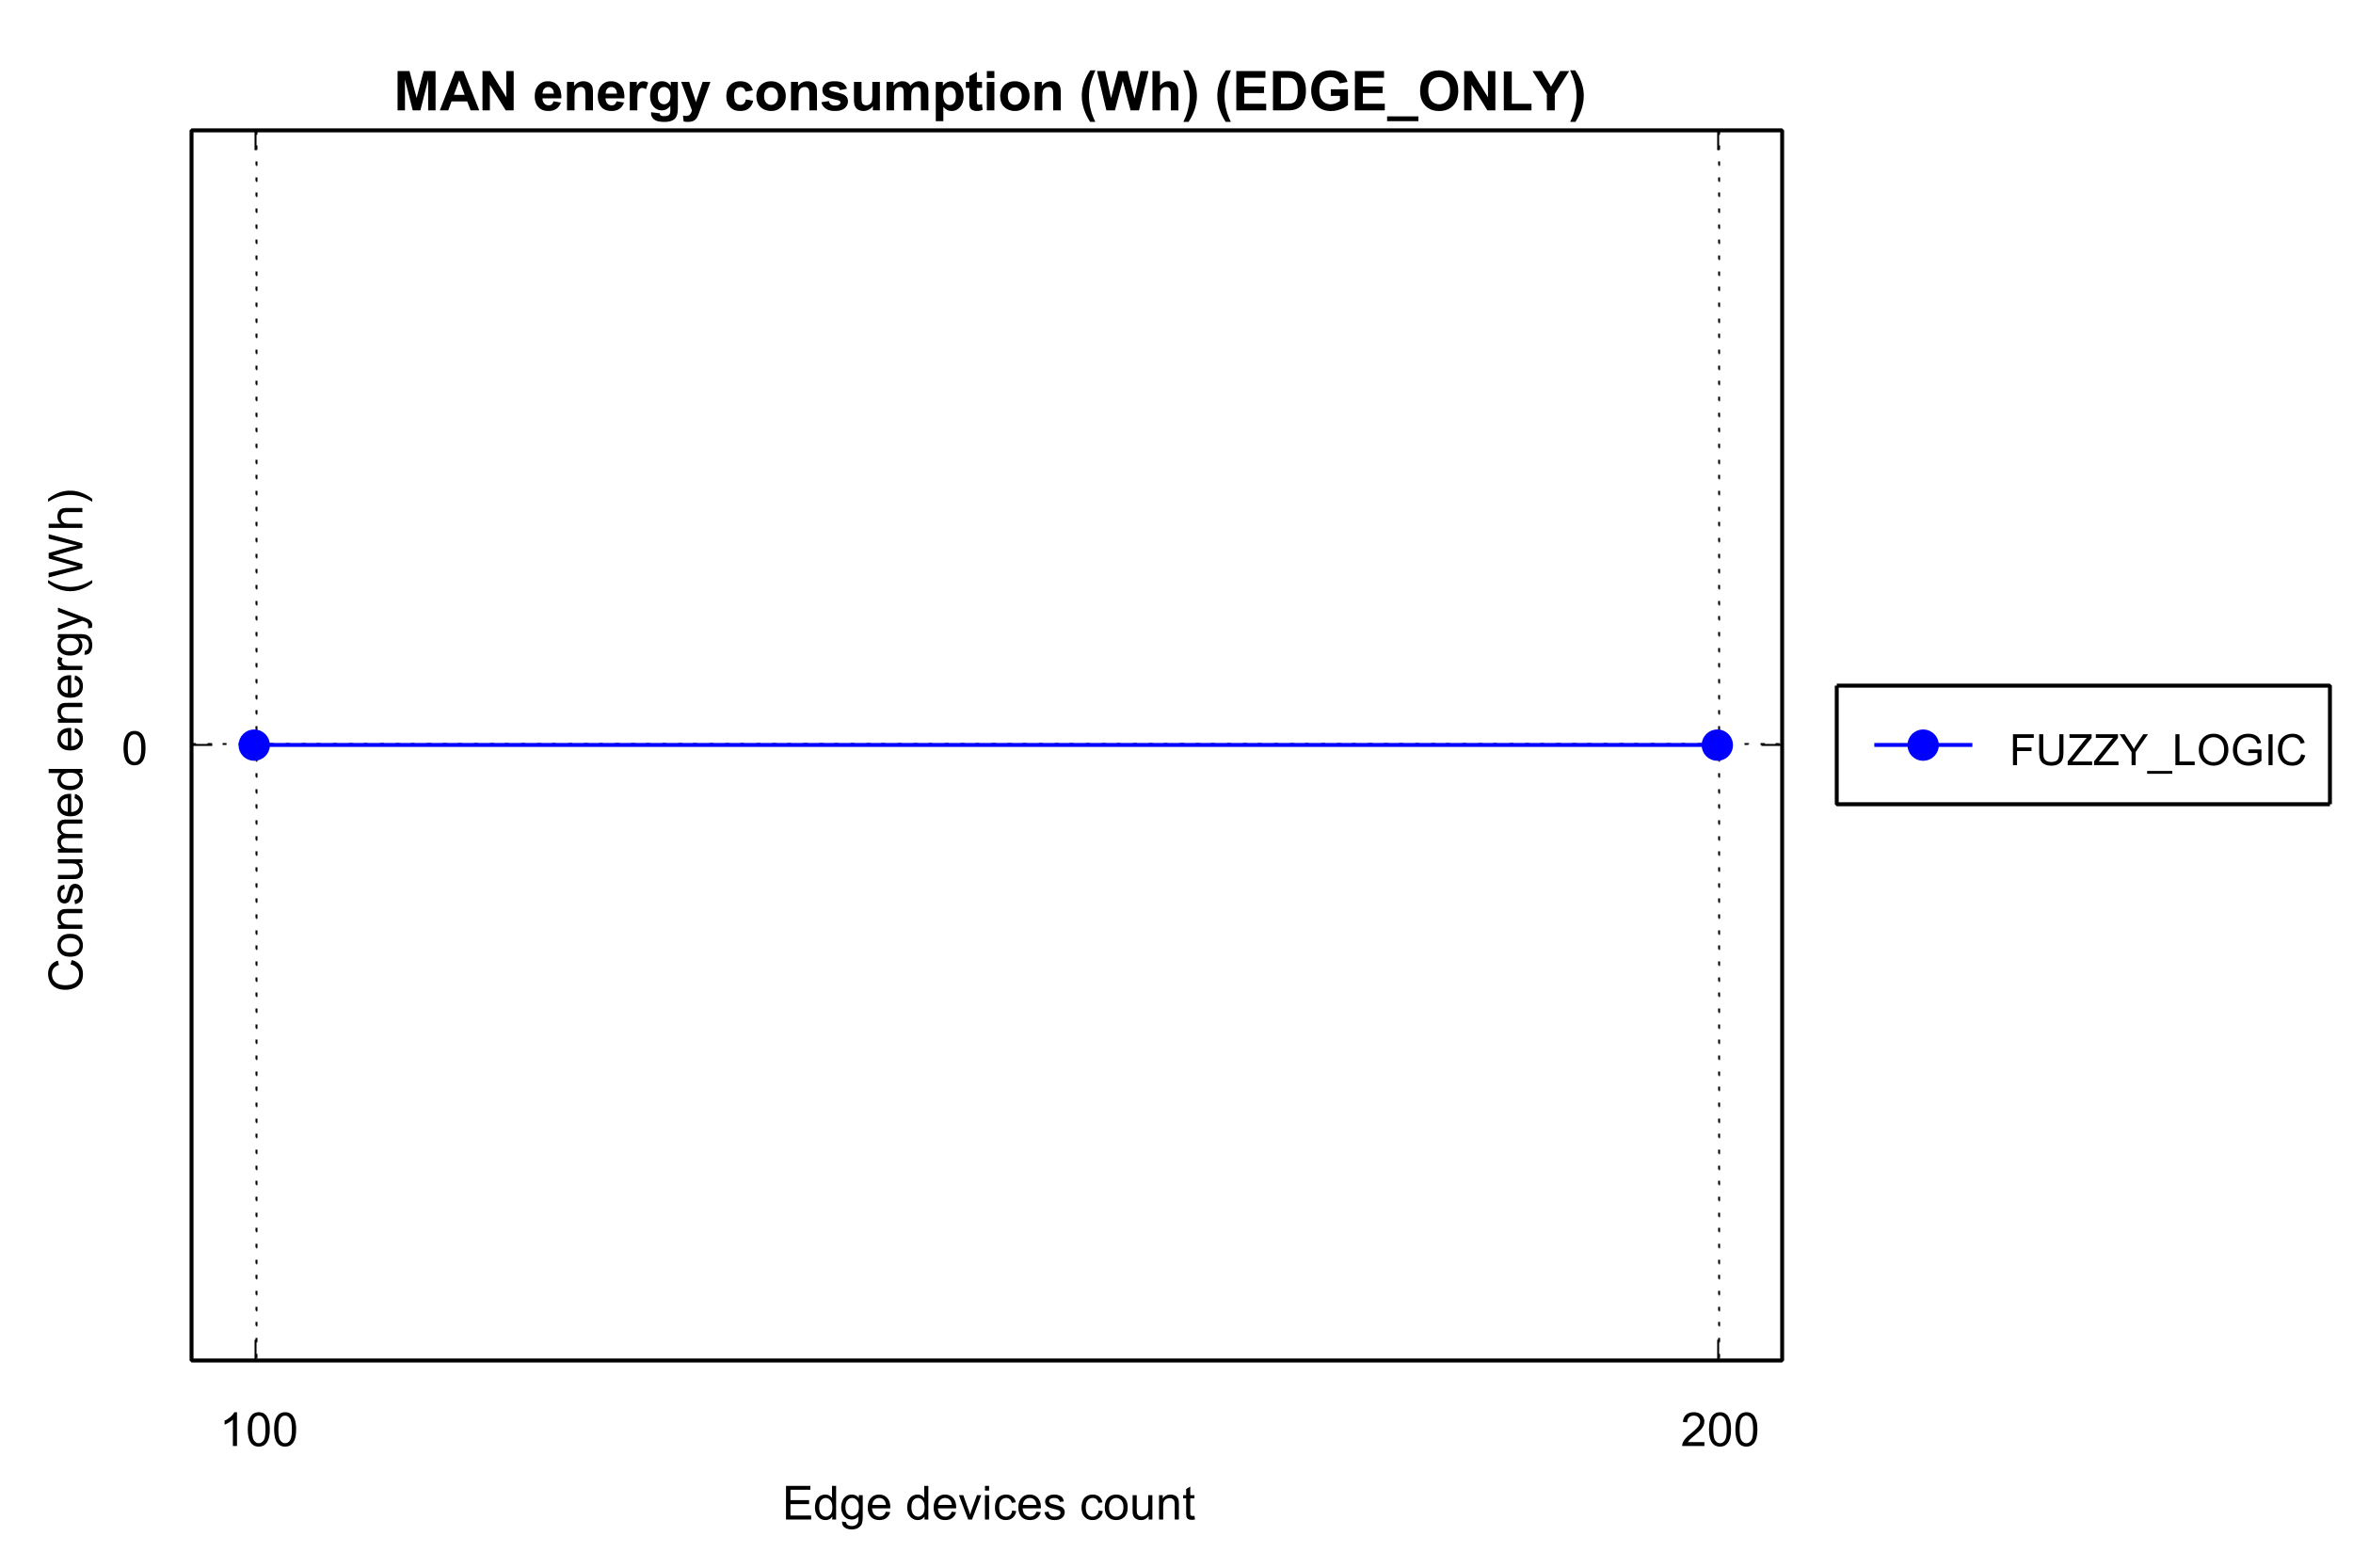 MAN energy consumption (Wh) (EDGE_ONLY)
Consumed energy (Wh)
0
FUZZY_LOGIC
100
200
Edge devices count